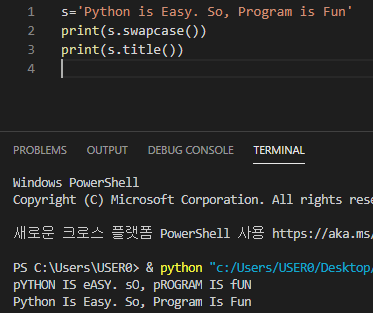 1 s='Python is Easy. So, Program is Fun'
2 print(s.swapcase())
3 print(s.title())
4
PROBLEMS OUTPUT DEBUG CONSOLE TERMINAL
Windows PowerShell
Copyright (C) Microsoft Corporation. All rights rese
새로운 크로스 플랫폼 PowerShell 사용 https://aka.ms/
PS C:\Users\USER0> & python "c:/Users/USER0/Desktop/
pYTHON IS eASY. sO, pROGRAM IS fUN
Python Is Easy. So, Program Is Fun